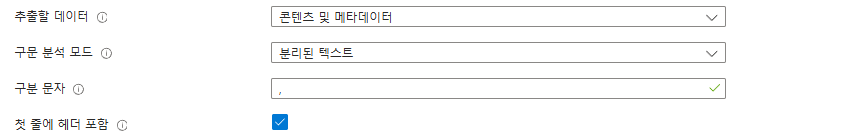 추출할 데이터 콘텐츠 및 메타데이터
구문 분석 모드 분리된 텍스트
구분 문자 ,
첫 줄에 헤더 포함